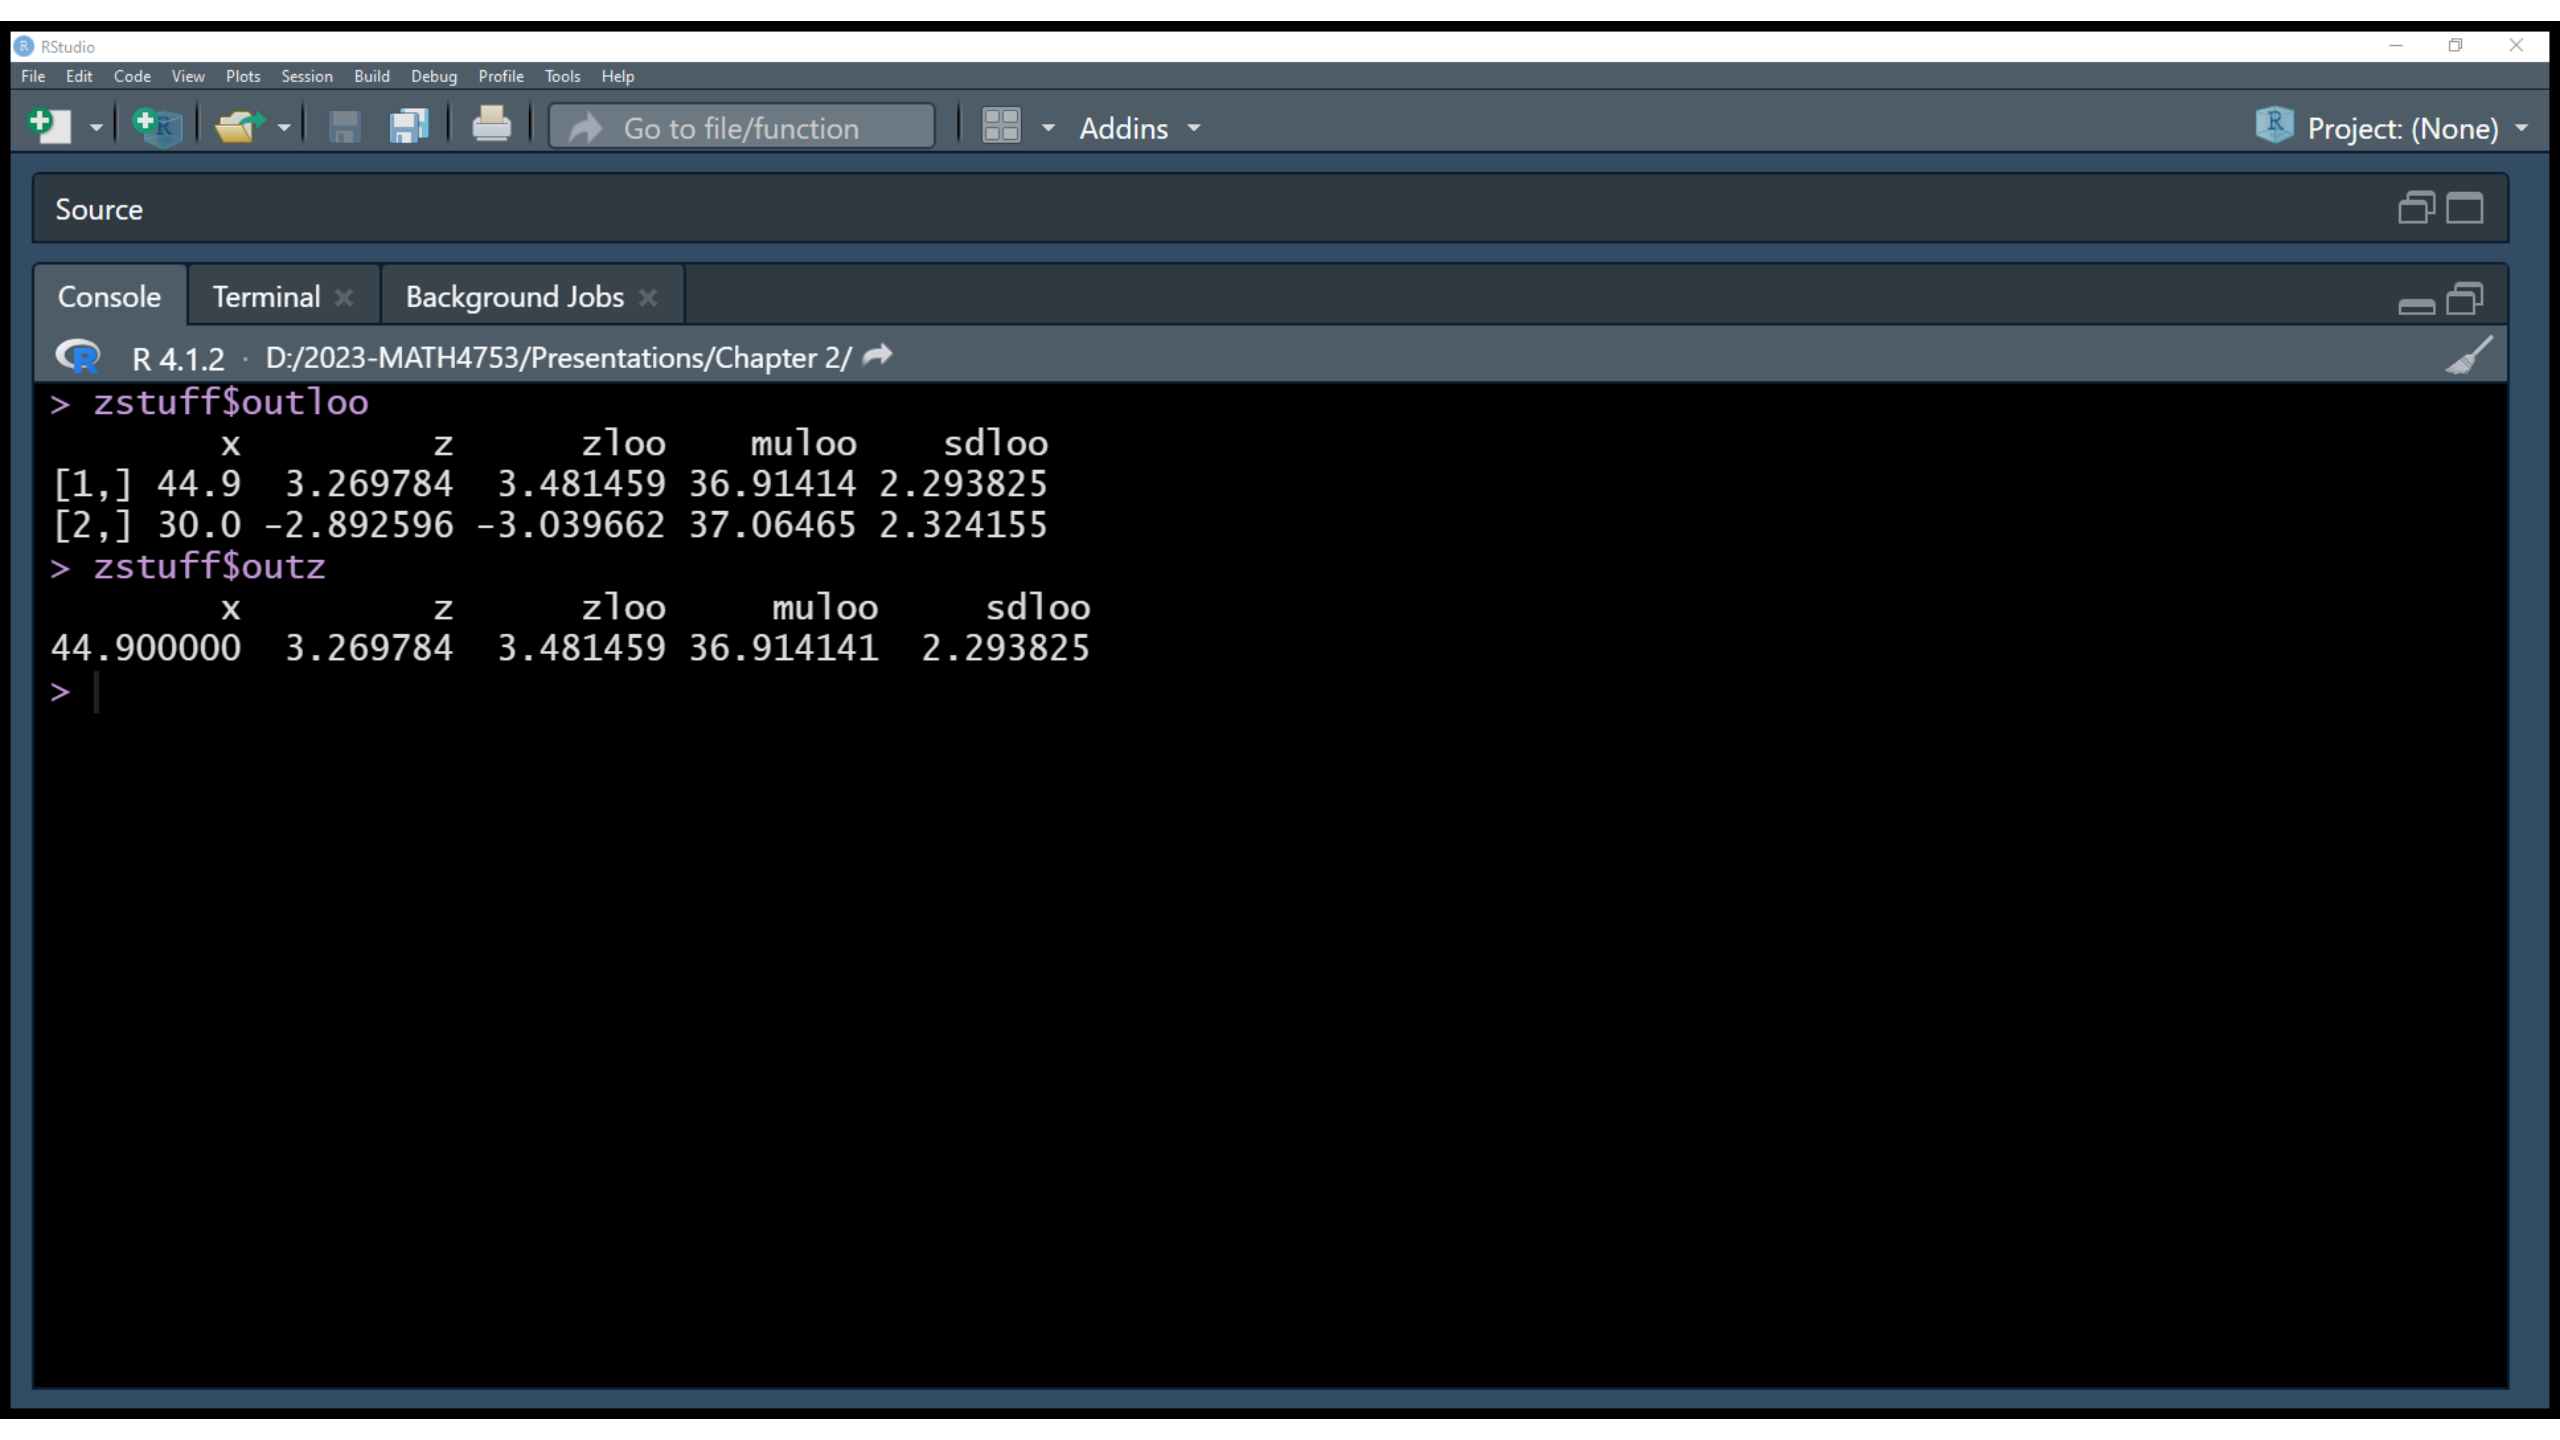 RStudio
File Edit Code View Plots Session Build Debug Profile Tools Help
Go to file/function Addins Project: (None)
Source
Console Terminal Background Jobs
R 4.1.2 · D:/2023-MATH4753/Presentations/Chapter 2/
> zstuff$outloo
x z zloo muloo sdloo
[1,] 44.9 3.269784 3.481459 36.91414 2.293825
[2,] 30.0 -2.892596 -3.039662 37.06465 2.324155
> zstuff$outz
x z zloo muloo sdloo
44.900000 3.269784 3.481459 36.914141 2.293825
>